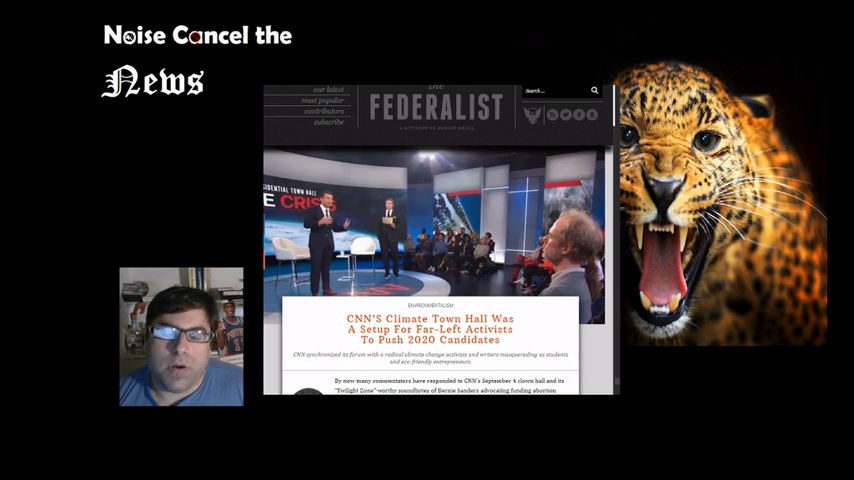 Noise Cancel the
News
our latest
most popular
contributors
subscribe
the
FEDERALIST
A DIVISION OF FDRLST MEDIA
Search ...
SIDENTIAL TOWN HALL
E CRISIS
ENVIRONMENTALISM
CNN'S Climate Town Hall Was
A Setup For Far-Left Activists
To Push 2020 Candidates
CNN synchronized its forum with a radical climate change activists and writers masquerading as students
and eco-friendly entrepreneurs.
By now many commentators have responded to CNN's September 4 clown hall and its
"Twilight Zone"-worthy soundbytes of Bernie Sanders advocating funding abortion